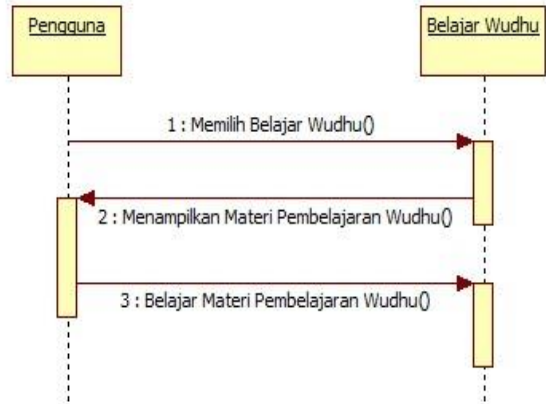 Pengguna
Belajar Wudhu
1 : Memilih Belajar Wudhu()
2 : Menampilkan Materi Pembelajaran Wudhu()
3 : Belajar Materi Pembelajaran Wudhu()